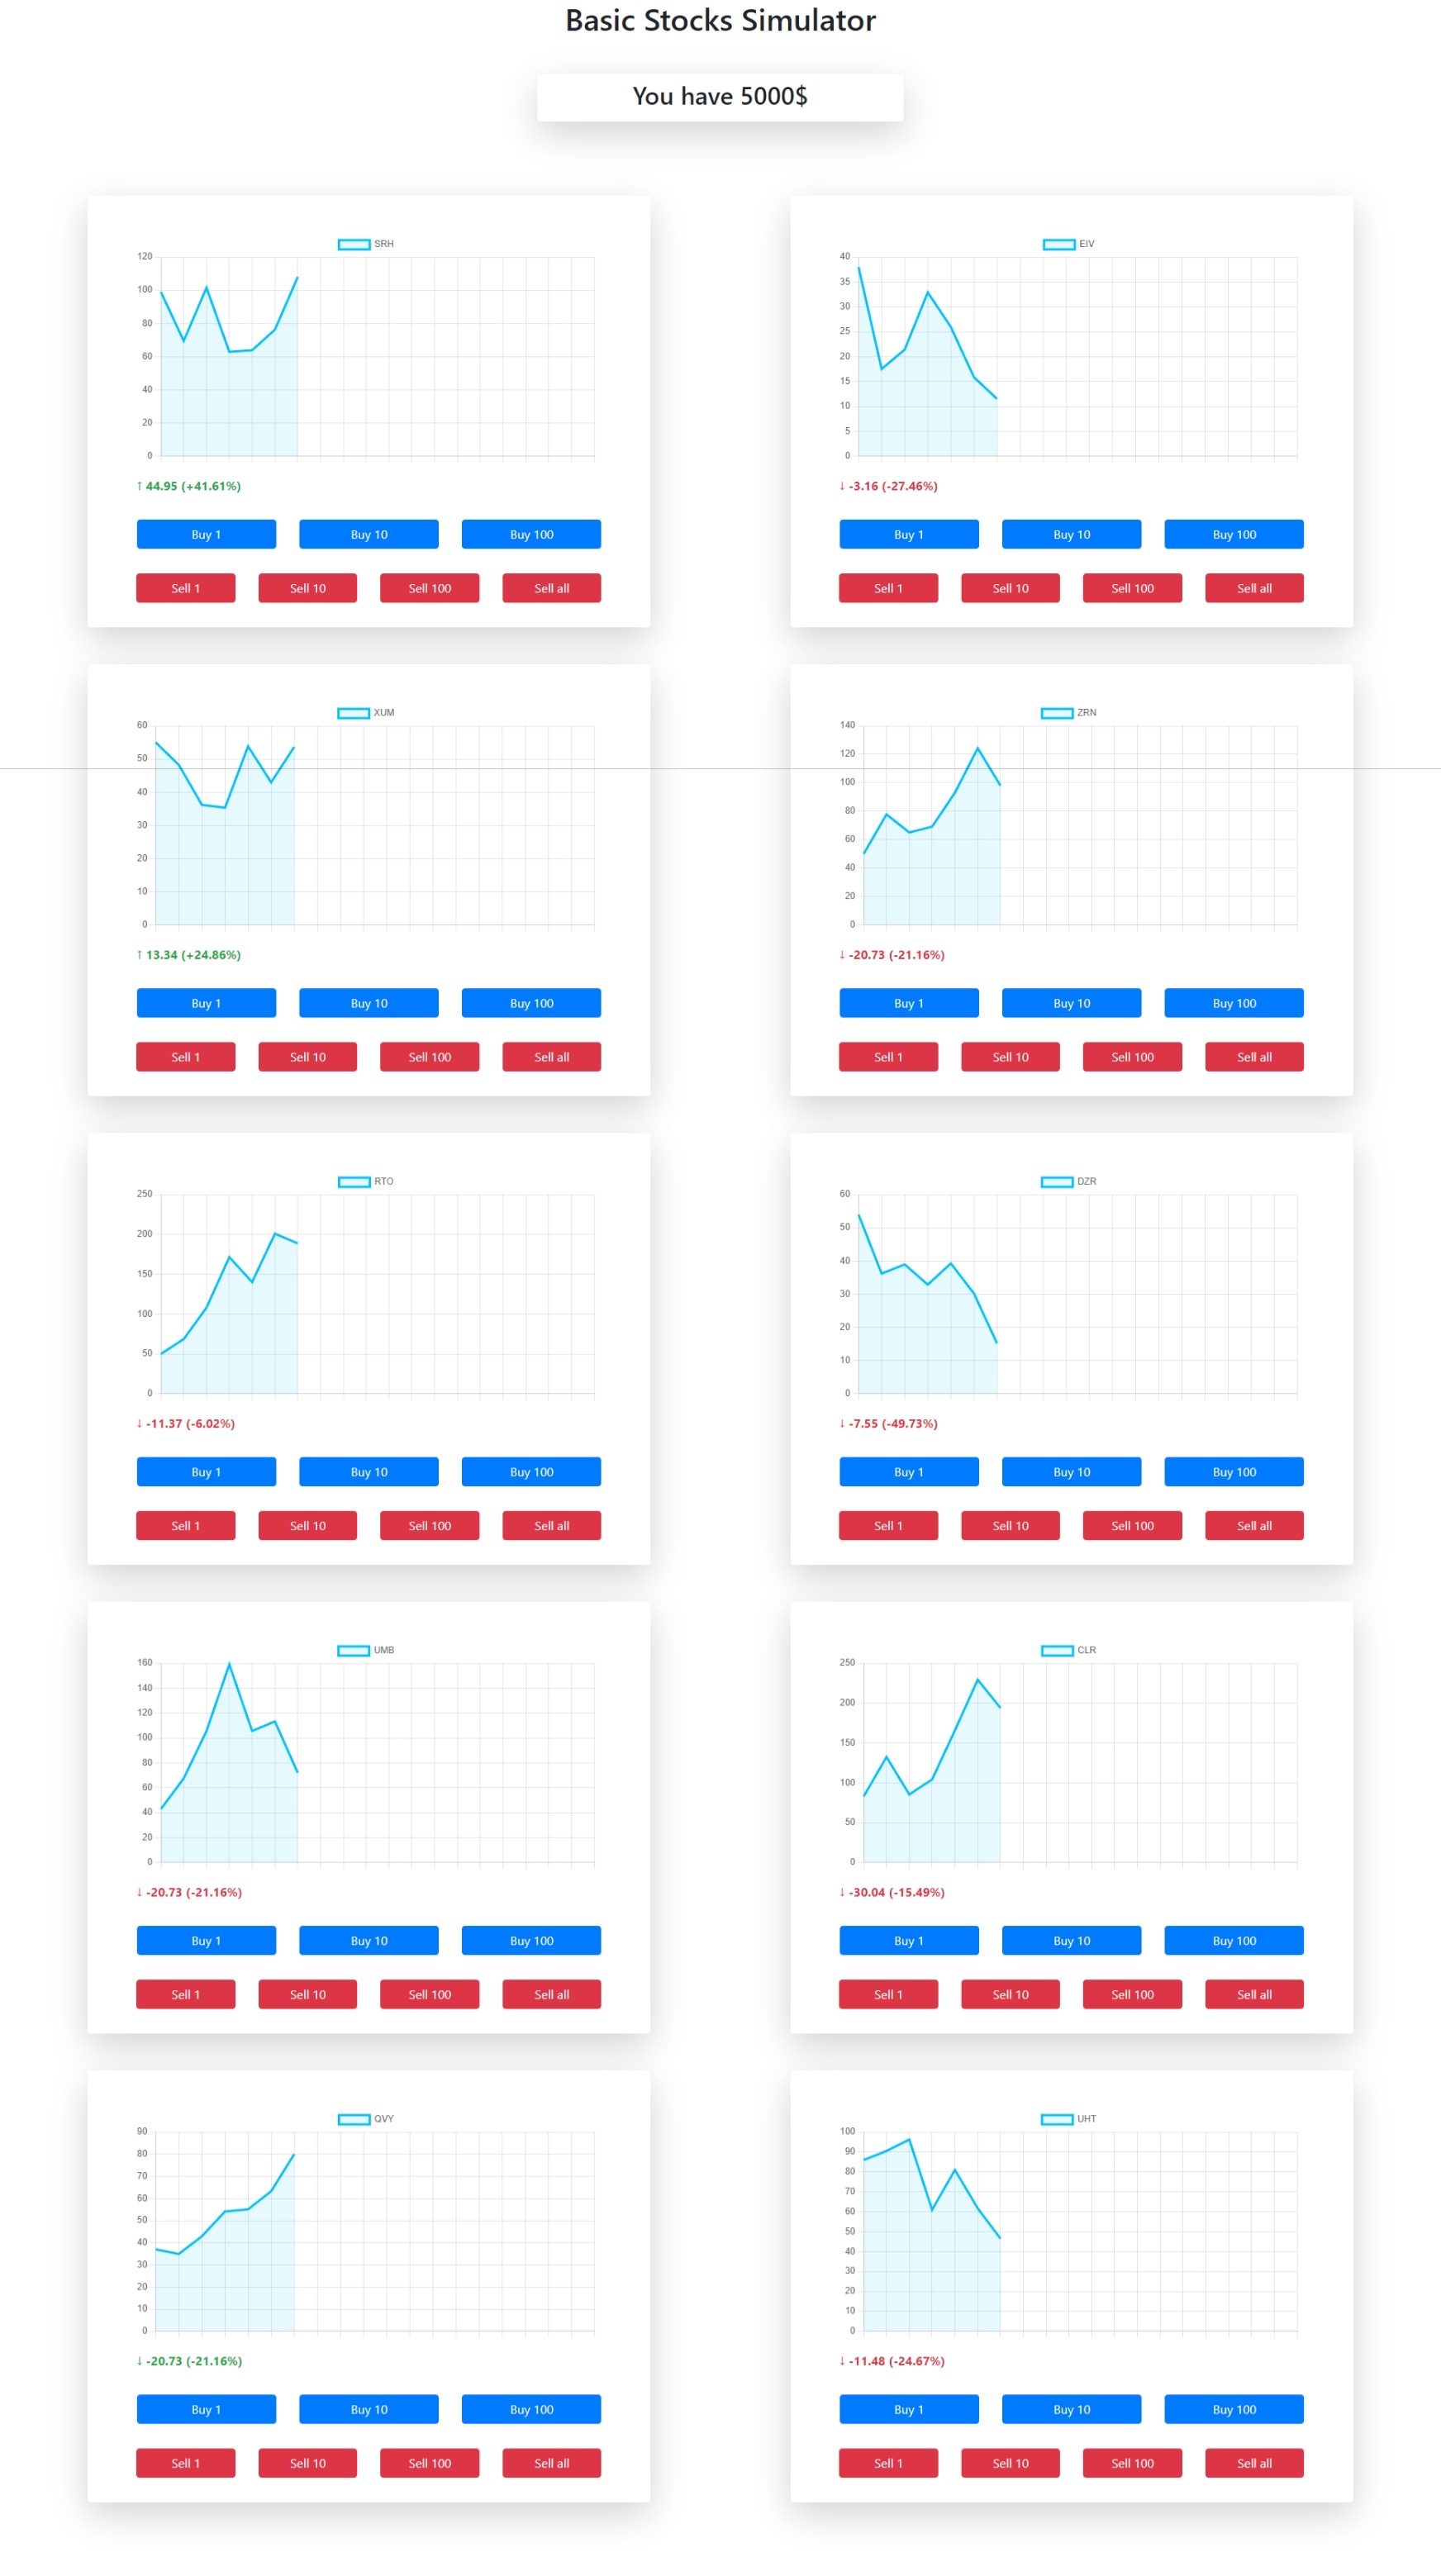 Basic Stocks Simulator
You have 5000$
SRH
120
100
80
60
40
20
0
↑ 44.95 (+41.61%)
Buy 1 Buy 10 Buy 100
Sell 1 Sell 10 Sell 100 Sell all
EIV
40
35
30
25
20
15
10
5
0
↓ -3.16 (-27.46%)
Buy 1 Buy 10 Buy 100
Sell 1 Sell 10 Sell 100 Sell all
XUM
60
50
40
30
20
10
0
↑ 13.34 (+24.86%)
Buy 1 Buy 10 Buy 100
Sell 1 Sell 10 Sell 100 Sell all
ZRN
140
120
100
80
60
40
20
0
↓ -20.73 (-21.16%)
Buy 1 Buy 10 Buy 100
Sell 1 Sell 10 Sell 100 Sell all
RTO
250
200
150
100
50
0
↓ -11.37 (-6.02%)
Buy 1 Buy 10 Buy 100
Sell 1 Sell 10 Sell 100 Sell all
DZR
60
50
40
30
20
10
0
↓ -7.55 (-49.73%)
Buy 1 Buy 10 Buy 100
Sell 1 Sell 10 Sell 100 Sell all
UMB
160
140
120
100
80
60
40
20
0
↓ -20.73 (-21.16%)
Buy 1 Buy 10 Buy 100
Sell 1 Sell 10 Sell 100 Sell all
CLR
250
200
150
100
50
0
↓ -30.04 (-15.49%)
Buy 1 Buy 10 Buy 100
Sell 1 Sell 10 Sell 100 Sell all
QVY
90
80
70
60
50
40
30
20
10
0
↓ -20.73 (-21.16%)
Buy 1 Buy 10 Buy 100
Sell 1 Sell 10 Sell 100 Sell all
UHT
100
90
80
70
60
50
40
30
20
10
0
↓ -11.48 (-24.67%)
Buy 1 Buy 10 Buy 100
Sell 1 Sell 10 Sell 100 Sell all